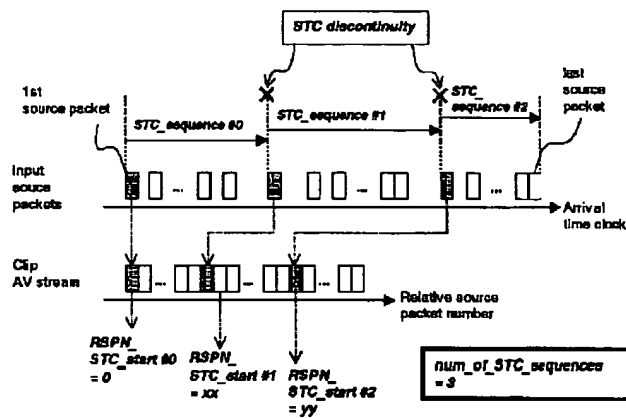 STC discontinuity
1st
source packet
last
source
packet
STC_sequence #0
STC_sequence #1
STC_
sequence #2
Input
souce
packets
...
...
...
Arrival
time clock
Clip
AV stream
...
...
...
Relative source
packet number
RSPN_
STC_start #0
= 0
RSPN_
STC_start #1
= xx
RSPN_
STC_start #2
= yy
num_of_STC_sequences
= 3